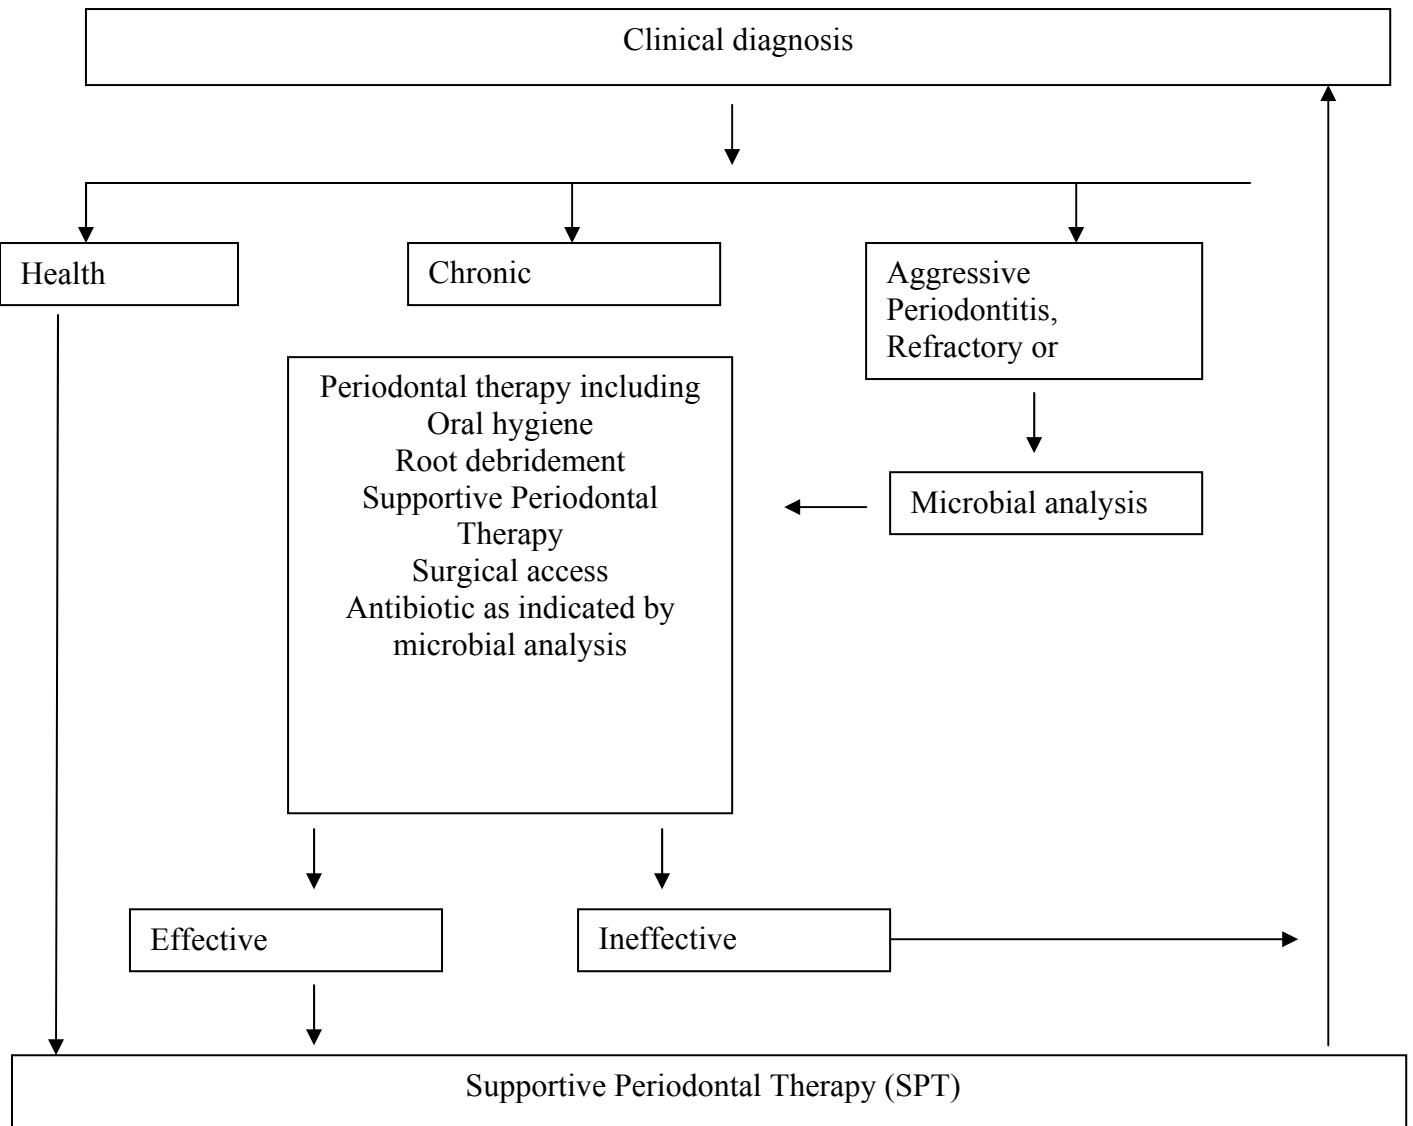 Clinical diagnosis
Health
Chronic
Aggressive
Periodontitis,
Refractory or
Periodontal therapy including
Oral hygiene
Root debridement
Supportive Periodontal
Therapy
Surgical access
Antibiotic as indicated by
microbial analysis
Microbial analysis
Effective
Ineffective
Supportive Periodontal Therapy (SPT)